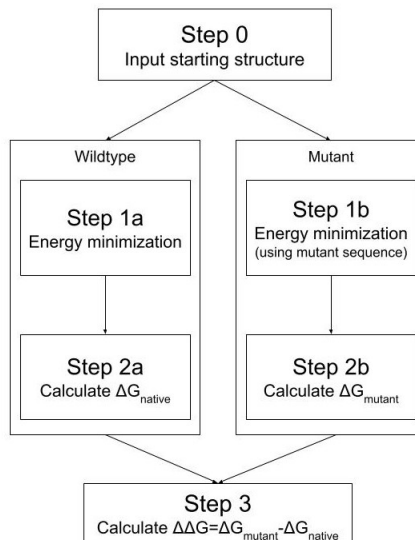 Step 0
Input starting structure
Wildtype
Step 1a
Energy minimization
Step 2a
Calculate ΔG_native
Mutant
Step 1b
Energy minimization
(using mutant sequence)
Step 2b
Calculate ΔG_mutant
Step 3
Calculate ΔΔG=ΔG_mutant-ΔG_native